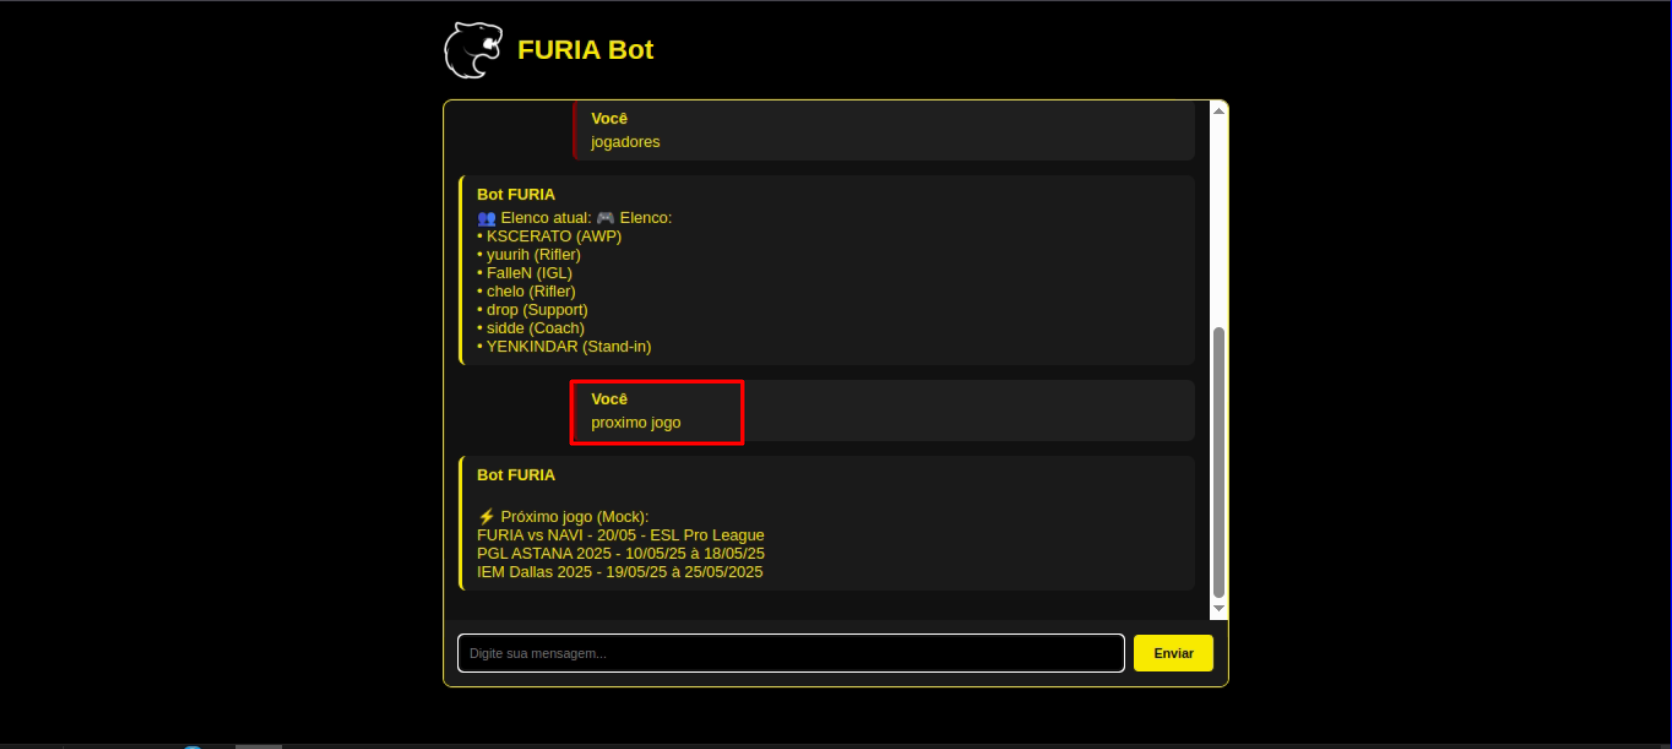 FURIA Bot
Você
jogadores
Bot FURIA
👥 Elenco atual: 🎮 Elenco:
• KSCERATO (AWP)
• yuurih (Rifler)
• FalleN (IGL)
• chelo (Rifler)
• drop (Support)
• sidde (Coach)
• YENKINDAR (Stand-in)
Você
proximo jogo
Bot FURIA
⚡ Próximo jogo (Mock):
FURIA vs NAVI - 20/05 - ESL Pro League
PGL ASTANA 2025 - 10/05/25 à 18/05/25
IEM Dallas 2025 - 19/05/25 à 25/05/2025
Digite sua mensagem...
Enviar